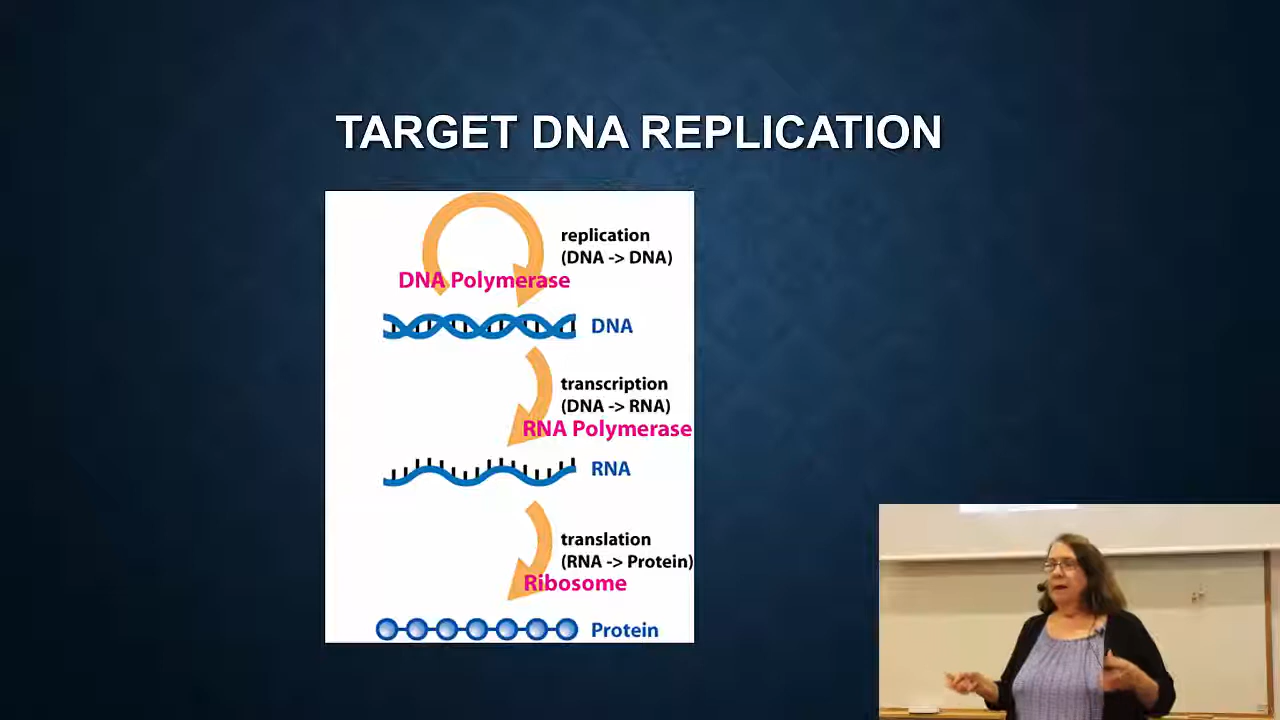 TARGET DNA REPLICATION
replication
(DNA -> DNA)
DNA Polymerase
DNA
transcription
(DNA -> RNA)
RNA Polymerase
RNA
translation
(RNA -> Protein)
Ribosome
Protein